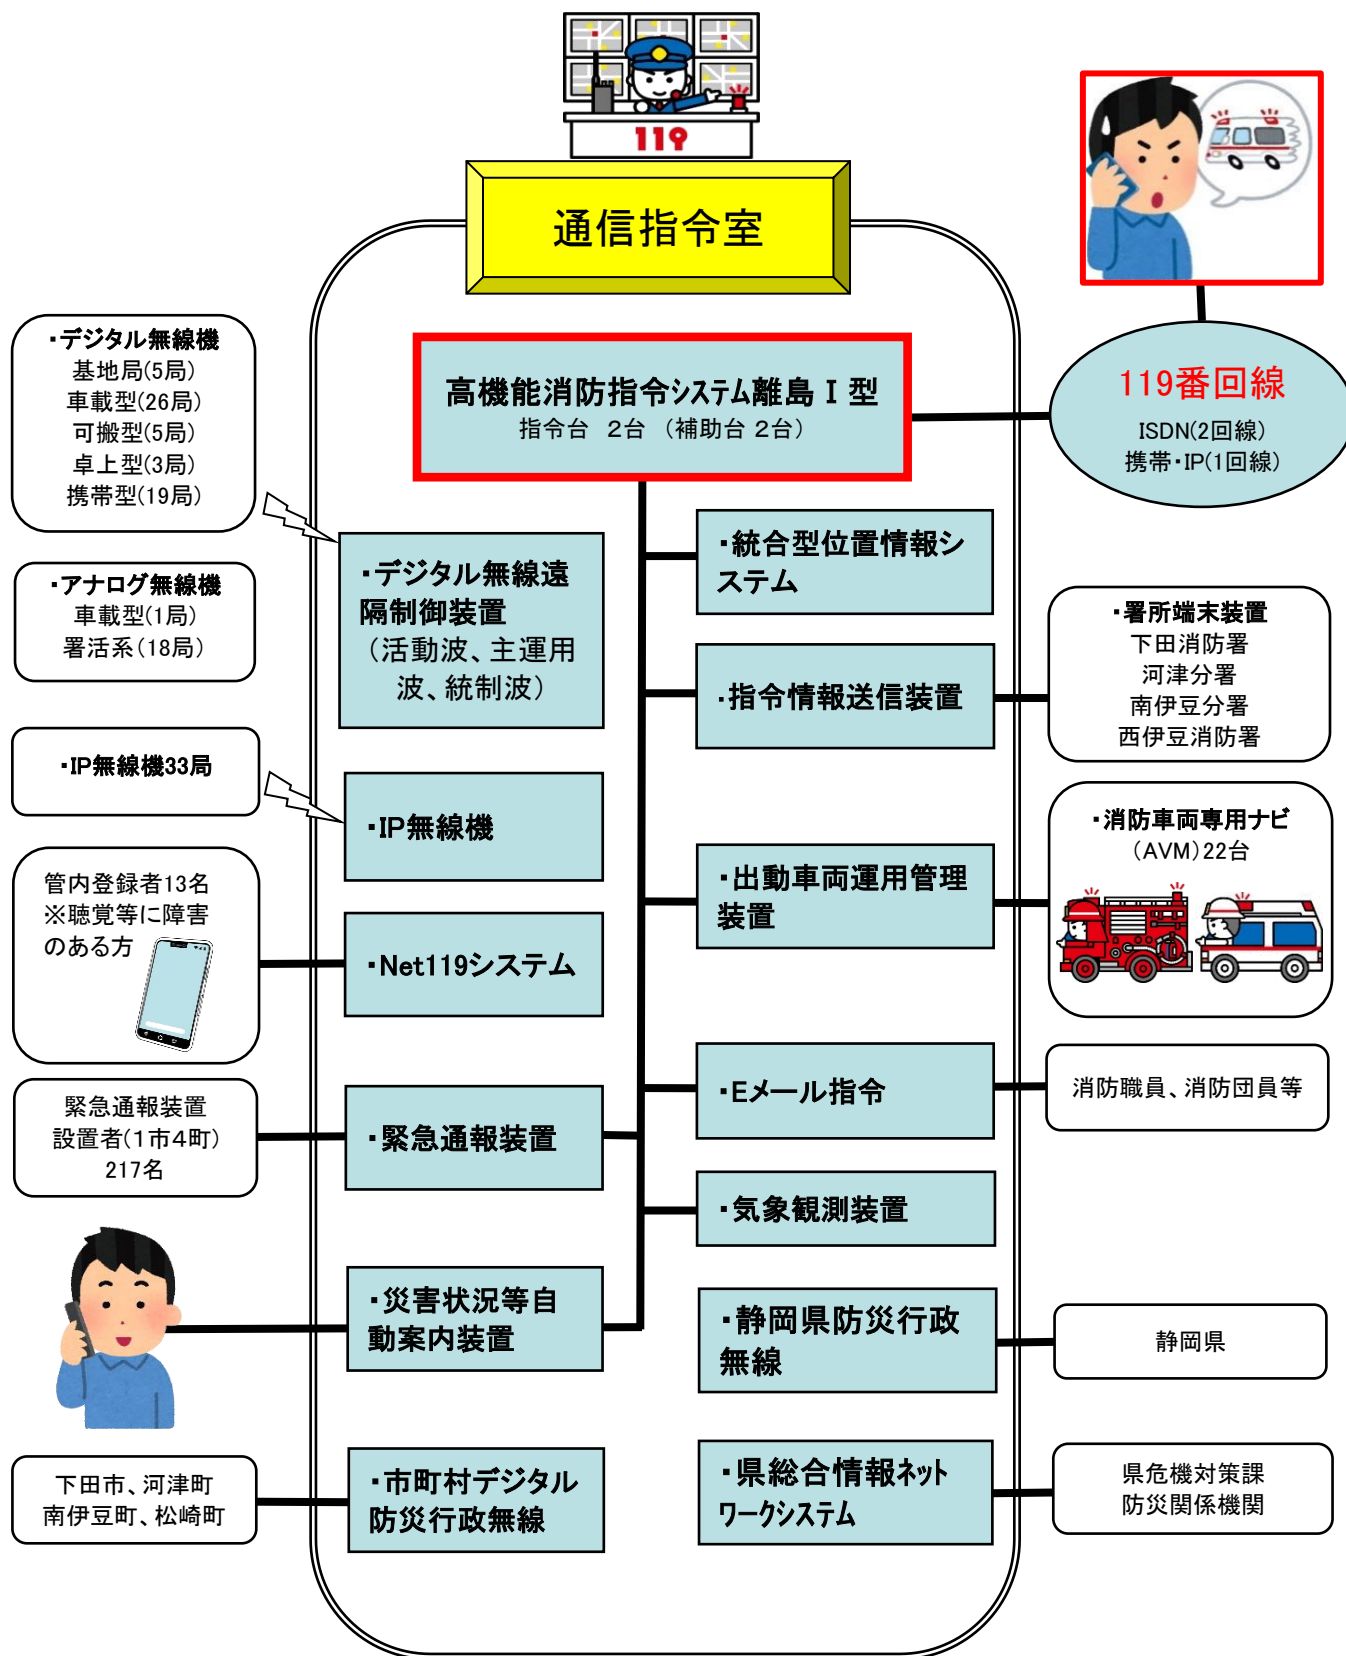 119
通信指令室
高機能消防指令システム離島Ⅰ型
指令台 2台 (補助台 2台)
119番回線
ISDN(2回線)
携帯・IP(1回線)
・デジタル無線機
基地局(5局)
車載型(26局)
可搬型(5局)
卓上型(3局)
携帯型(19局)
・アナログ無線機
車載型(1局)
署活系(18局)
・IP無線機33局
管内登録者13名
※聴覚等に障害
のある方
緊急通報装置
設置者(1市4町)
217名
下田市、河津町
南伊豆町、松崎町
・デジタル無線遠
隔制御装置
(活動波、主運用
波、統制波)
・IP無線機
・Net119システム
・緊急通報装置
・災害状況等自
動案内装置
・市町村デジタル
防災行政無線
・統合型位置情報シ
ステム
・指令情報送信装置
・出動車両運用管理
装置
・Eメール指令
・気象観測装置
・静岡県防災行政
無線
・県総合情報ネット
ワークシステム
・署所端末装置
下田消防署
河津分署
南伊豆分署
西伊豆消防署
・消防車両専用ナビ
(AVM)22台
消防職員、消防団員等
静岡県
県危機対策課
防災関係機関